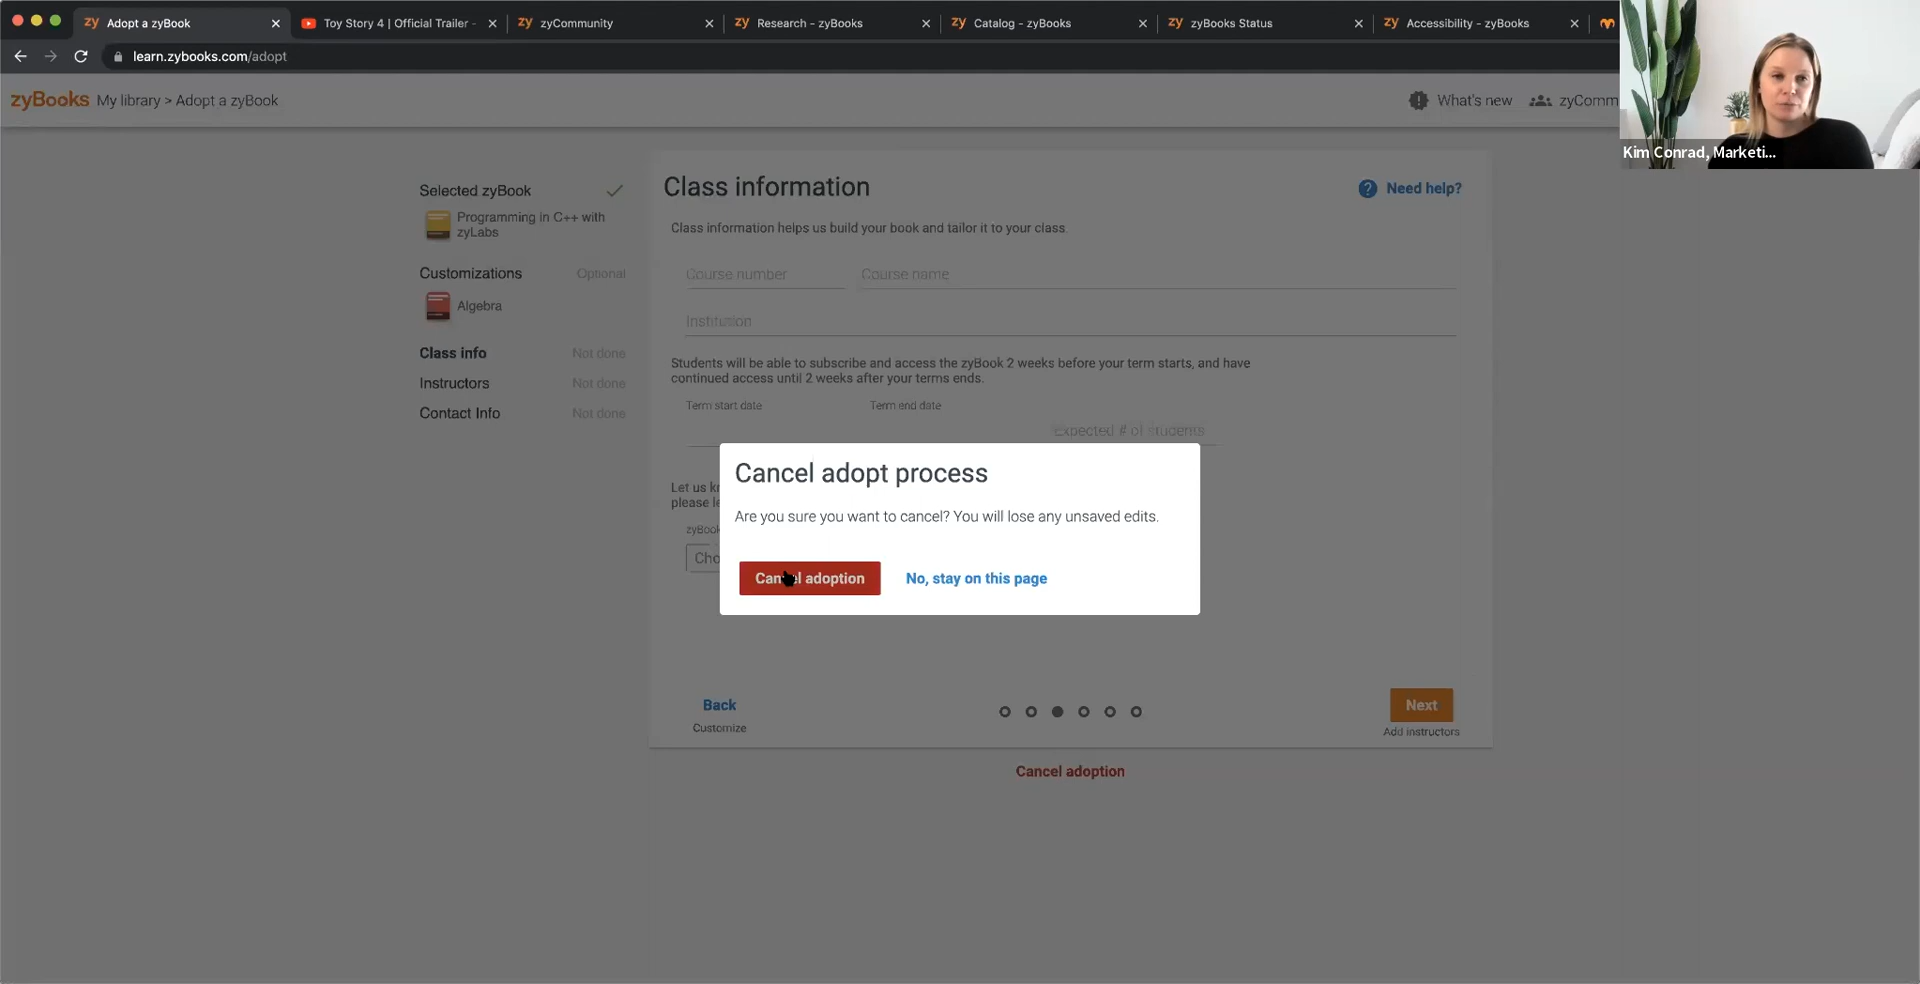 Adopt a zyBook
Toy Story 4 | Official Trailer -
zyCommunity
Research - zyBooks
Catalog - zyBooks
zyBooks Status
Accessibility - zyBooks
learn.zybooks.com/adopt
zyBooks My library > Adopt a zyBook
What's new
zyComm
Kim Conrad, Marketi...
Selected zyBook
Programming in C++ with
zyLabs
Customizations Optional
Algebra
Class info Not done
Instructors Not done
Contact Info Not done
Class information
Need help?
Class information helps us build your book and tailor it to your class.
Course number Course name
Institution
Students will be able to subscribe and access the zyBook 2 weeks before your term starts, and have
continued access until 2 weeks after your terms ends.
Term start date Term end date
Expected # of students
Let us
please
zyBook
Cho
Cancel adopt process
Are you sure you want to cancel? You will lose any unsaved edits.
Cancel adoption No, stay on this page
Back
Customize
Next
Add instructors
Cancel adoption